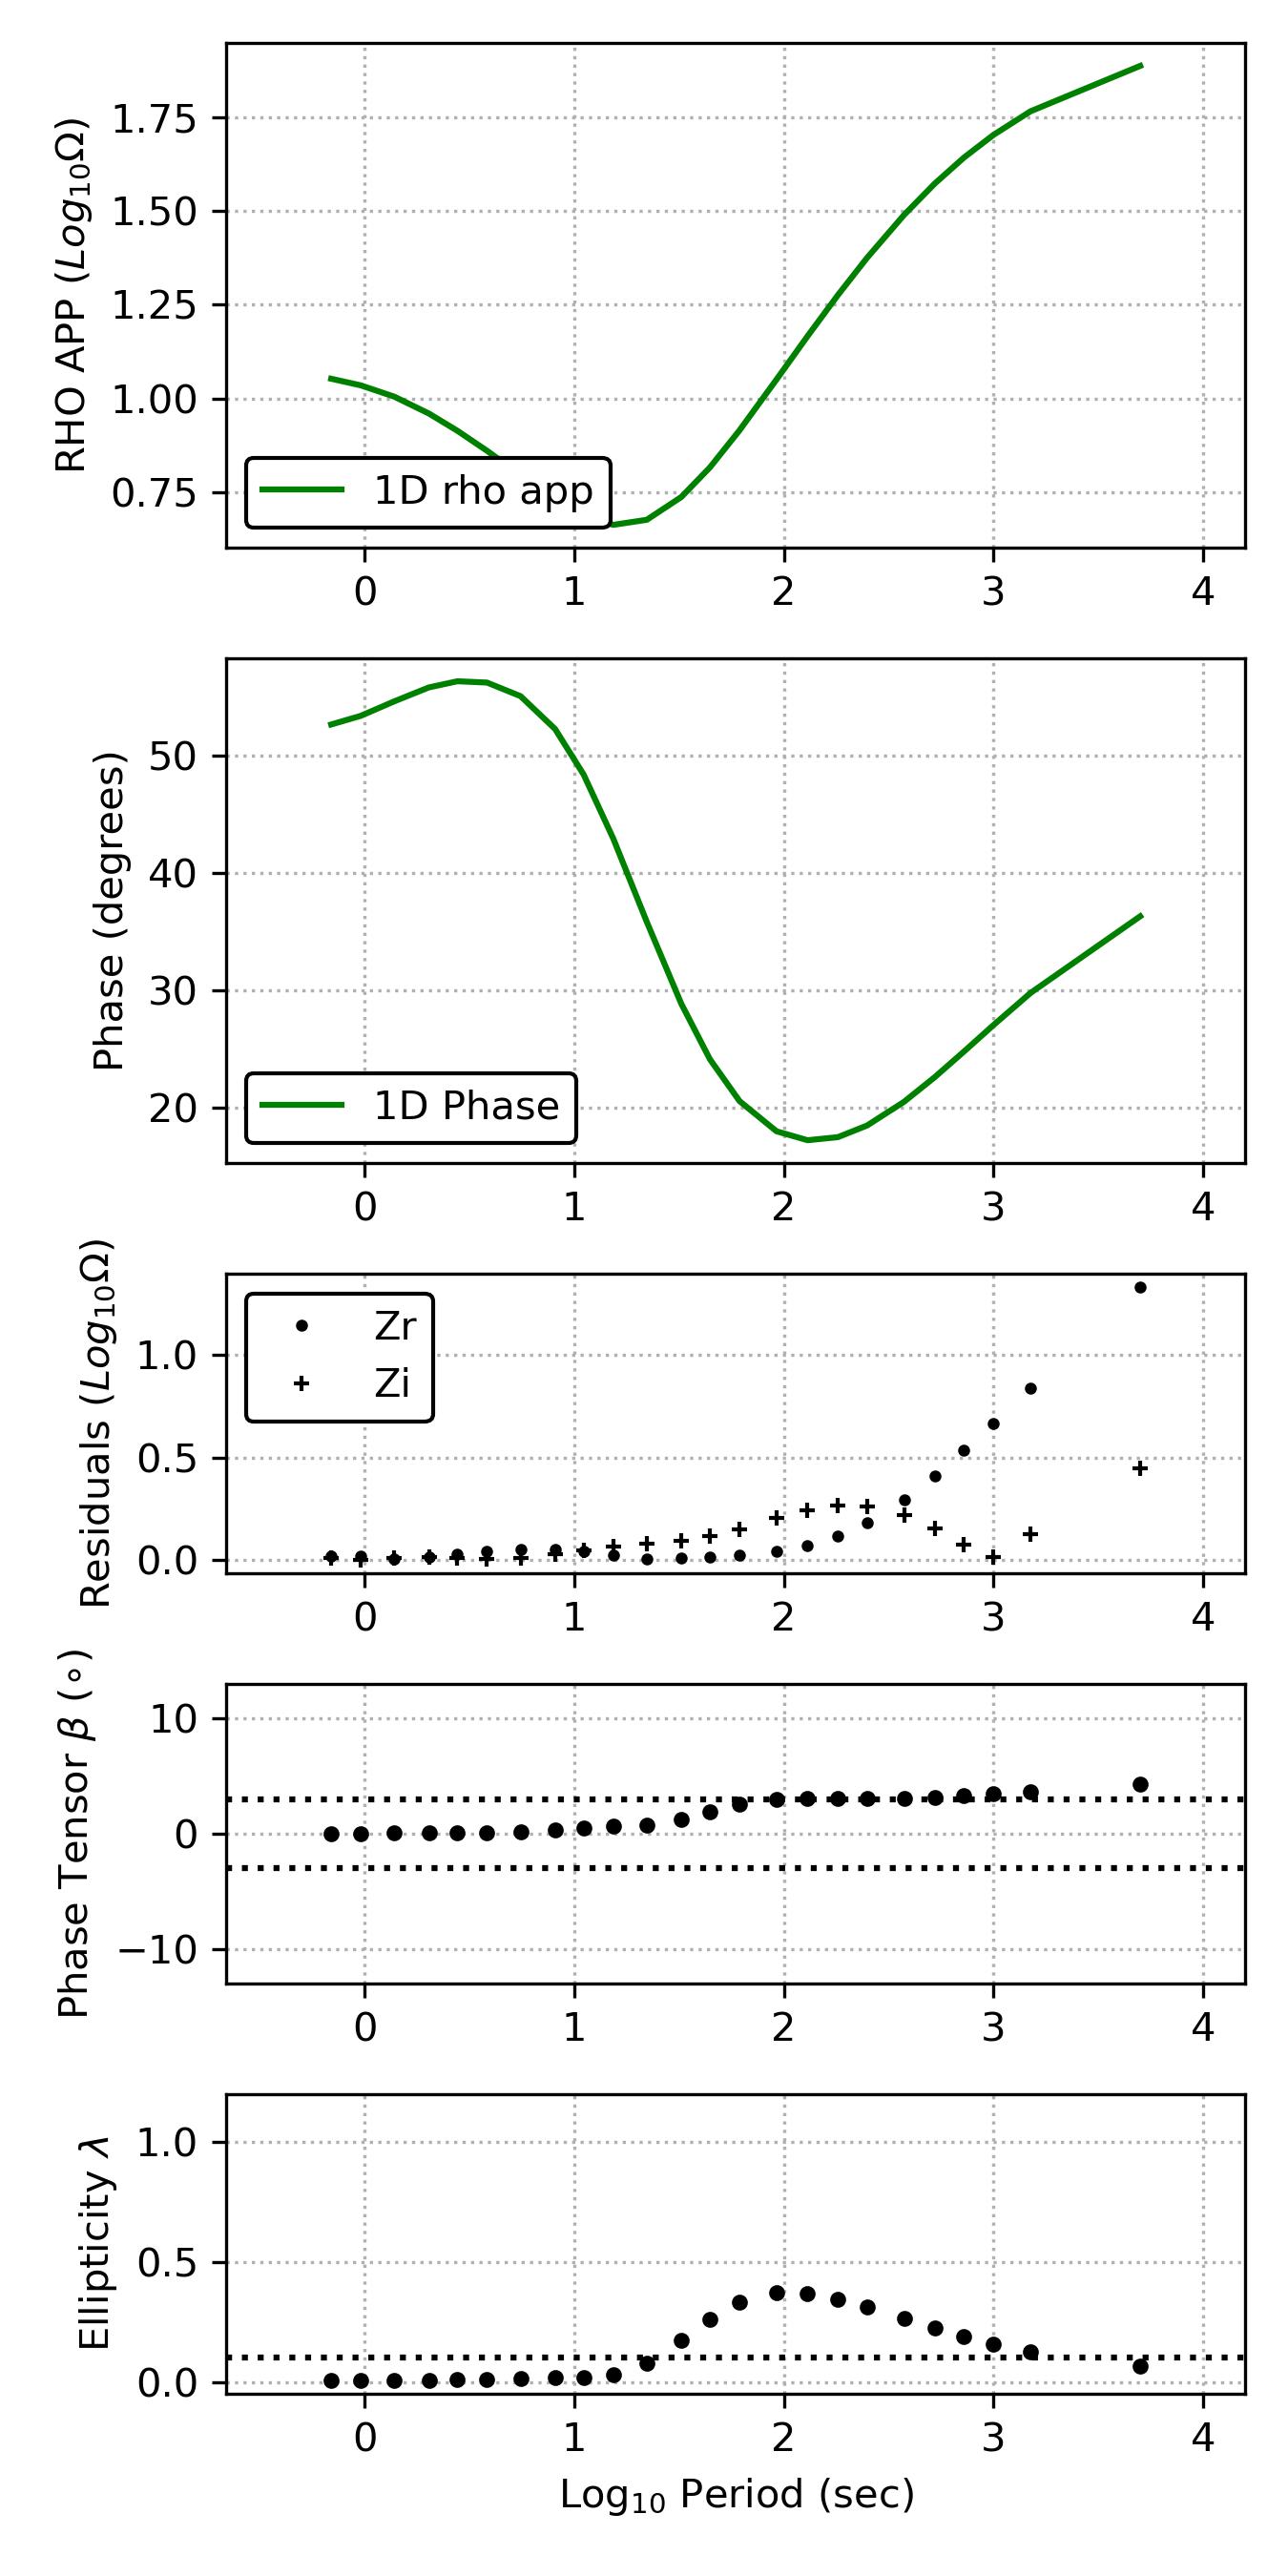 RHO APP (Log₁₀Ω)
1.75
1.50
1.25
1.00
0.75
1D rho app
0 1 2 3 4
Phase (degrees)
50
40
30
20
1D Phase
0 1 2 3 4
Residuals (Log₁₀Ω)
1.0
0.5
0.0
Zr
Zi
0 1 2 3 4
Phase Tensor β (∘)
10
0
−10
0 1 2 3 4
Ellipticity λ
1.0
0.5
0.0
0 1 2 3 4
Log₁₀ Period (sec)